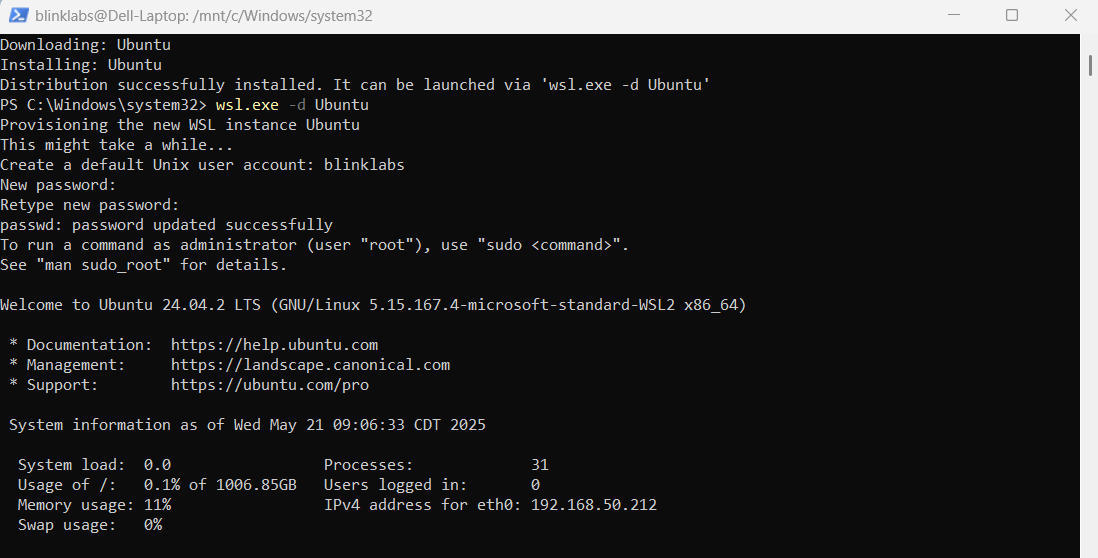 blinklabs@Dell-Laptop: /mnt/c/Windows/system32
Downloading: Ubuntu
Installing: Ubuntu
Distribution successfully installed. It can be launched via 'wsl.exe -d Ubuntu'
PS C:\Windows\system32> wsl.exe -d Ubuntu
Provisioning the new WSL instance Ubuntu
This might take a while...
Create a default Unix user account: blinklabs
New password:
Retype new password:
passwd: password updated successfully
To run a command as administrator (user "root"), use "sudo <command>".
See "man sudo_root" for details.

Welcome to Ubuntu 24.04.2 LTS (GNU/Linux 5.15.167.4-microsoft-standard-WSL2 x86_64)

 * Documentation:  https://help.ubuntu.com
 * Management:     https://landscape.canonical.com
 * Support:        https://ubuntu.com/pro

 System information as of Wed May 21 09:06:33 CDT 2025

  System load:  0.0                 Processes:             31
  Usage of /:   0.1% of 1006.85GB   Users logged in:       0
  Memory usage: 11%                 IPv4 address for eth0: 192.168.50.212
  Swap usage:   0%